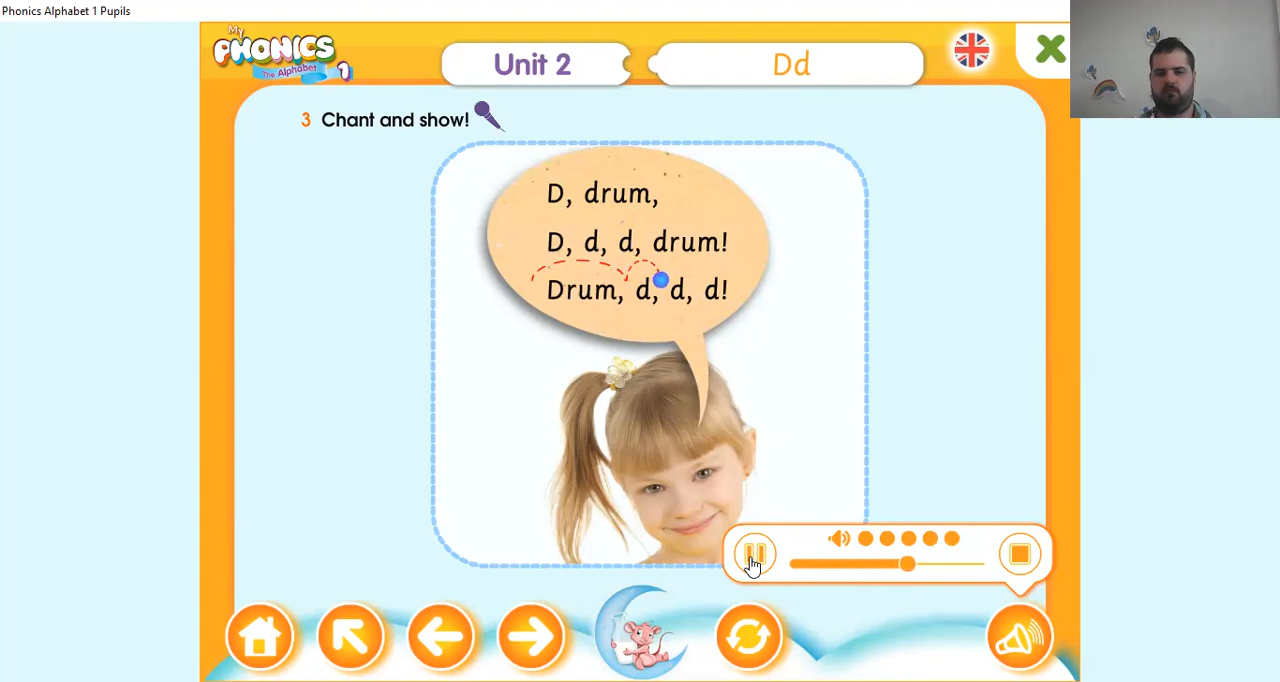 Phonics Alphabet 1 Pupils
My
PHONICS
The Alphabet 1
Unit 2
Dd
3 Chant and show!
D, drum,
D, d, d, drum!
Drum, d, d, d!